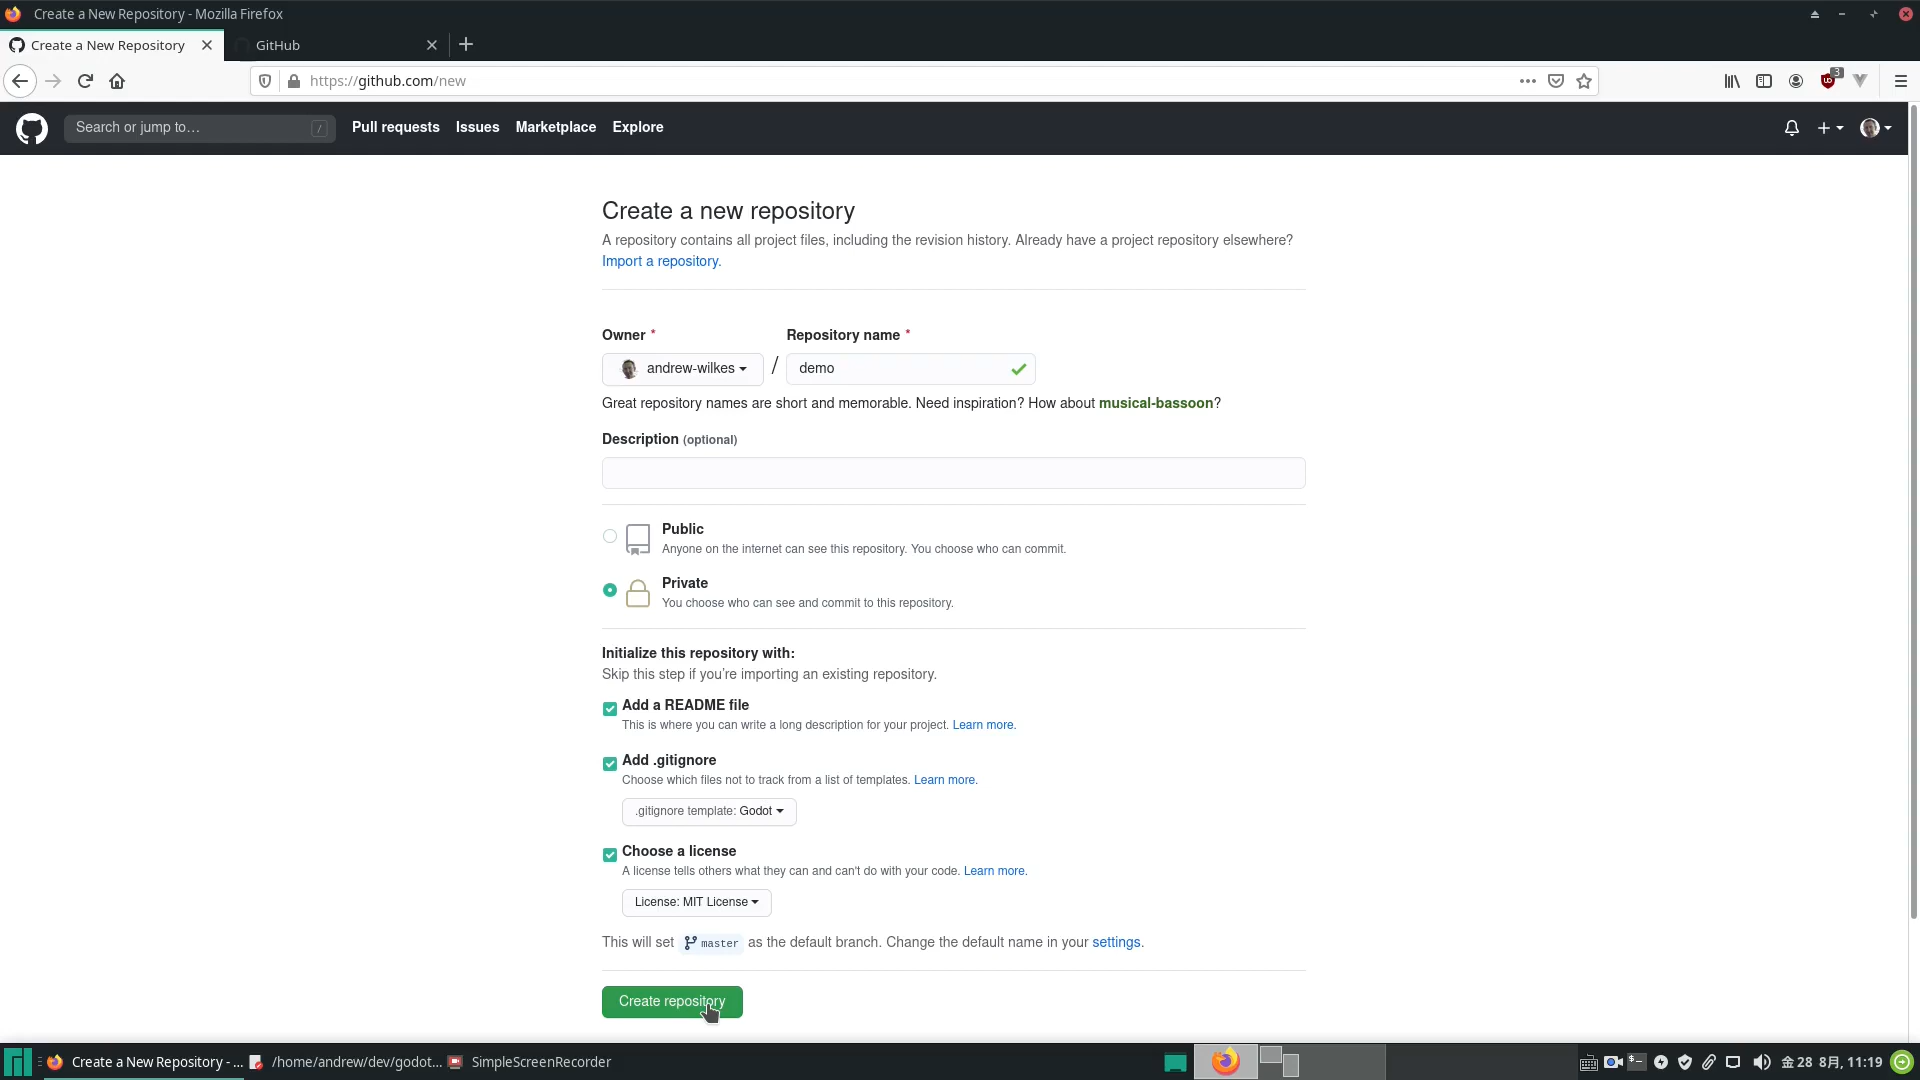 Create a New Repository - Mozilla Firefox
Create a New Repository
GitHub
https://github.com/new
3
Search or jump to…
/
Pull requests
Issues
Marketplace
Explore
Create a new repository
A repository contains all project files, including the revision history. Already have a project repository elsewhere?
Import a repository.
Owner *
Repository name *
andrew-wilkes
/
demo
Great repository names are short and memorable. Need inspiration? How about musical-bassoon?
Description (optional)
Public
Anyone on the internet can see this repository. You choose who can commit.
Private
You choose who can see and commit to this repository.
Initialize this repository with:
Skip this step if you’re importing an existing repository.
Add a README file
This is where you can write a long description for your project. Learn more.
Add .gitignore
Choose which files not to track from a list of templates. Learn more.
.gitignore template: Godot
Choose a license
A license tells others what they can and can't do with your code. Learn more.
License: MIT License
This will set master as the default branch. Change the default name in your settings.
Create repository
Create a New Repository - ...
/home/andrew/dev/godot...
SimpleScreenRecorder
金28 8月, 11:19